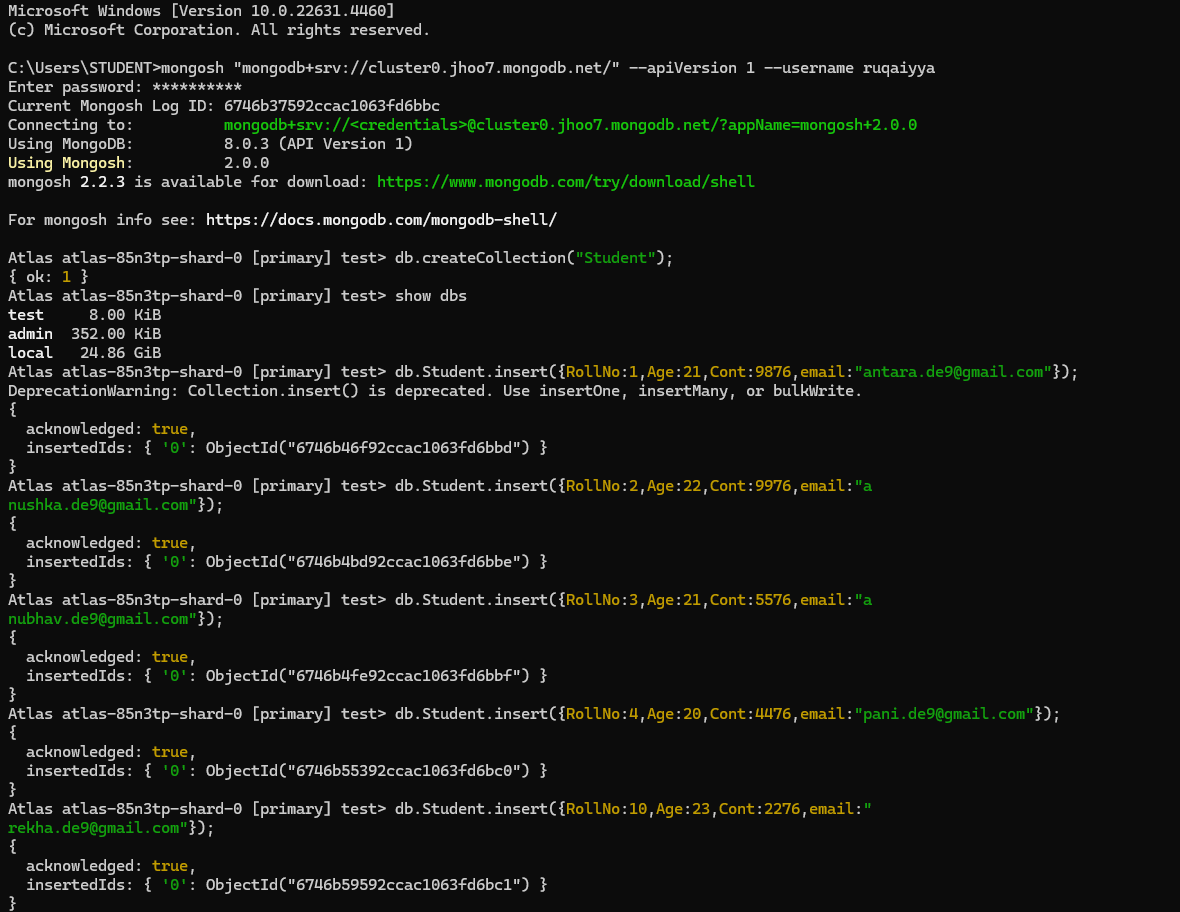 Microsoft Windows [Version 10.0.22631.4460]
(c) Microsoft Corporation. All rights reserved.

C:\Users\STUDENT>mongosh "mongodb+srv://cluster0.jhoo7.mongodb.net/" --apiVersion 1 --username ruqaiyya
Enter password: **********
Current Mongosh Log ID: 6746b37592ccac1063fd6bbc
Connecting to:          mongodb+srv://<credentials>@cluster0.jhoo7.mongodb.net/?appName=mongosh+2.0.0
Using MongoDB:          8.0.3 (API Version 1)
Using Mongosh:          2.0.0
mongosh 2.2.3 is available for download: https://www.mongodb.com/try/download/shell

For mongosh info see: https://docs.mongodb.com/mongodb-shell/

Atlas atlas-85n3tp-shard-0 [primary] test> db.createCollection("Student");
{ ok: 1 }
Atlas atlas-85n3tp-shard-0 [primary] test> show dbs
test     8.00 KiB
admin  352.00 KiB
local   24.86 GiB
Atlas atlas-85n3tp-shard-0 [primary] test> db.Student.insert({RollNo:1,Age:21,Cont:9876,email:"antara.de9@gmail.com"});
DeprecationWarning: Collection.insert() is deprecated. Use insertOne, insertMany, or bulkWrite.
{
  acknowledged: true,
  insertedIds: { '0': ObjectId("6746b46f92ccac1063fd6bbd") }
}
Atlas atlas-85n3tp-shard-0 [primary] test> db.Student.insert({RollNo:2,Age:22,Cont:9976,email:"a
nushka.de9@gmail.com"});
{
  acknowledged: true,
  insertedIds: { '0': ObjectId("6746b4bd92ccac1063fd6bbe") }
}
Atlas atlas-85n3tp-shard-0 [primary] test> db.Student.insert({RollNo:3,Age:21,Cont:5576,email:"a
nubhav.de9@gmail.com"});
{
  acknowledged: true,
  insertedIds: { '0': ObjectId("6746b4fe92ccac1063fd6bbf") }
}
Atlas atlas-85n3tp-shard-0 [primary] test> db.Student.insert({RollNo:4,Age:20,Cont:4476,email:"pani.de9@gmail.com"});
{
  acknowledged: true,
  insertedIds: { '0': ObjectId("6746b55392ccac1063fd6bc0") }
}
Atlas atlas-85n3tp-shard-0 [primary] test> db.Student.insert({RollNo:10,Age:23,Cont:2276,email:"
rekha.de9@gmail.com"});
{
  acknowledged: true,
  insertedIds: { '0': ObjectId("6746b59592ccac1063fd6bc1") }
}